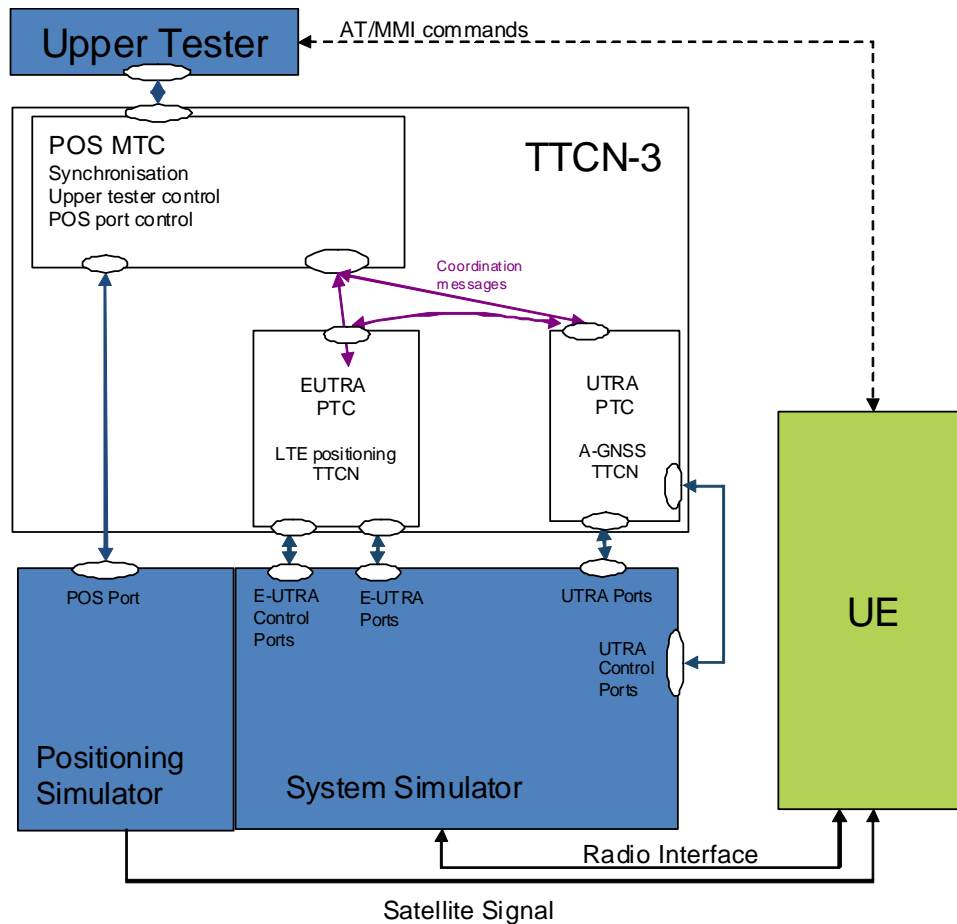 Upper Tester
AT/MMI commands
POS MTC
Synchronisation
Upper tester control
POS port control
TTCN-3
Coordination
messages
EUTRA
PTC
LTE positioning
TTCN
UTRA
PTC
A-GNSS
TTCN
POS Port
E-UTRA
Control
Ports
E-UTRA
Ports
UTRA Ports
UTRA
Control
Ports
UE
Positioning
Simulator
System Simulator
Radio Interface
Satellite Signal